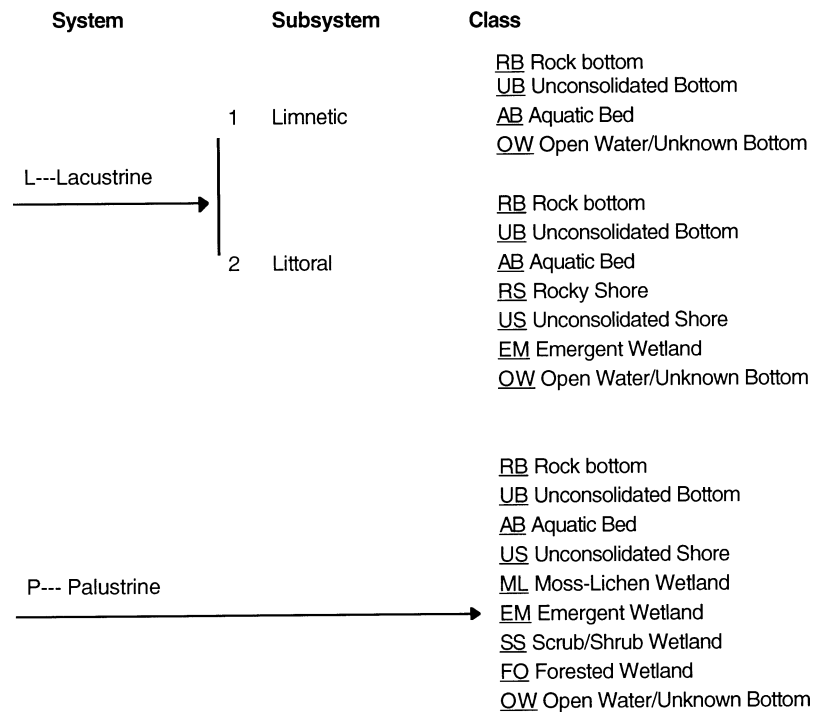 System Subsystem Class
RB Rock bottom
UB Unconsolidated Bottom
1 Limnetic AB Aquatic Bed
OW Open Water/Unknown Bottom
L---Lacustrine
RB Rock bottom
UB Unconsolidated Bottom
2 Littoral AB Aquatic Bed
RS Rocky Shore
US Unconsolidated Shore
EM Emergent Wetland
OW Open Water/Unknown Bottom
RB Rock bottom
UB Unconsolidated Bottom
AB Aquatic Bed
US Unconsolidated Shore
P--- Palustrine ML Moss-Lichen Wetland
EM Emergent Wetland
SS Scrub/Shrub Wetland
FO Forested Wetland
OW Open Water/Unknown Bottom